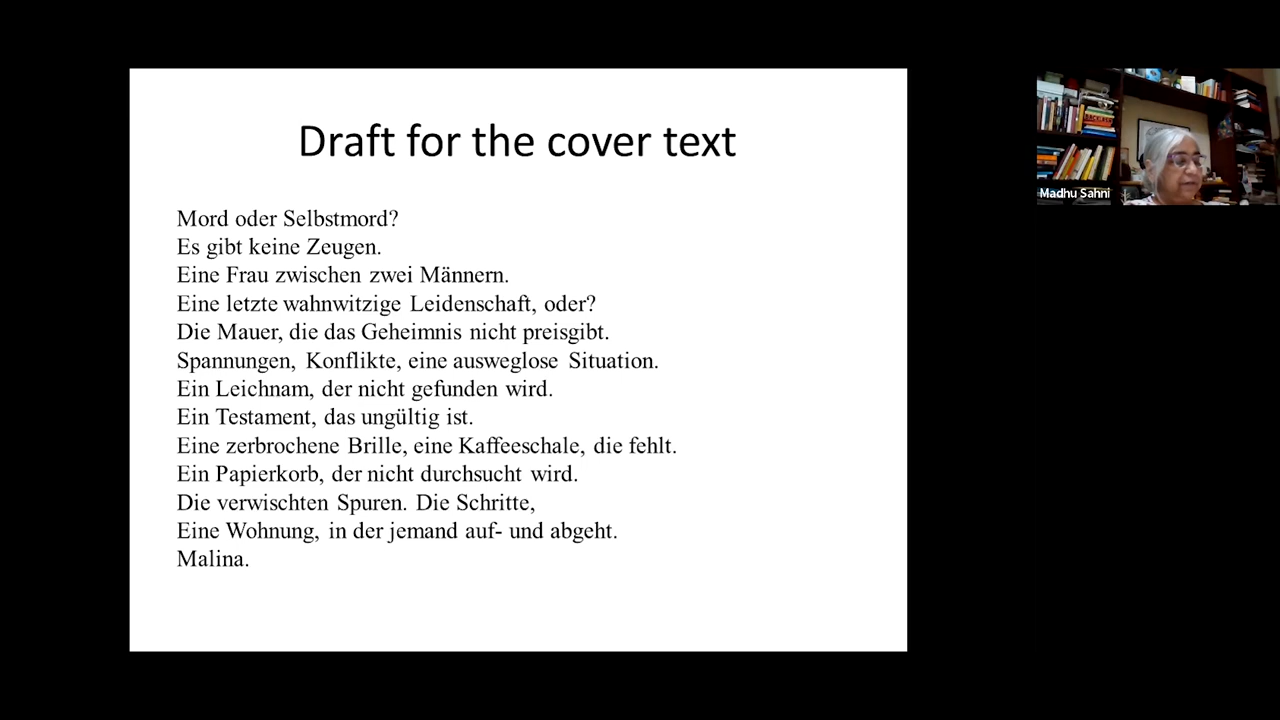 Draft for the cover text
Mord oder Selbstmord?
Es gibt keine Zeugen.
Eine Frau zwischen zwei Männern.
Eine letzte wahnwitzige Leidenschaft, oder?
Die Mauer, die das Geheimnis nicht preisgibt.
Spannungen, Konflikte, eine ausweglose Situation.
Ein Leichnam, der nicht gefunden wird.
Ein Testament, das ungültig ist.
Eine zerbrochene Brille, eine Kaffeeschale, die fehlt.
Ein Papierkorb, der nicht durchsucht wird.
Die verwischten Spuren. Die Schritte,
Eine Wohnung, in der jemand auf- und abgeht.
Malina.
Madhu Sahni